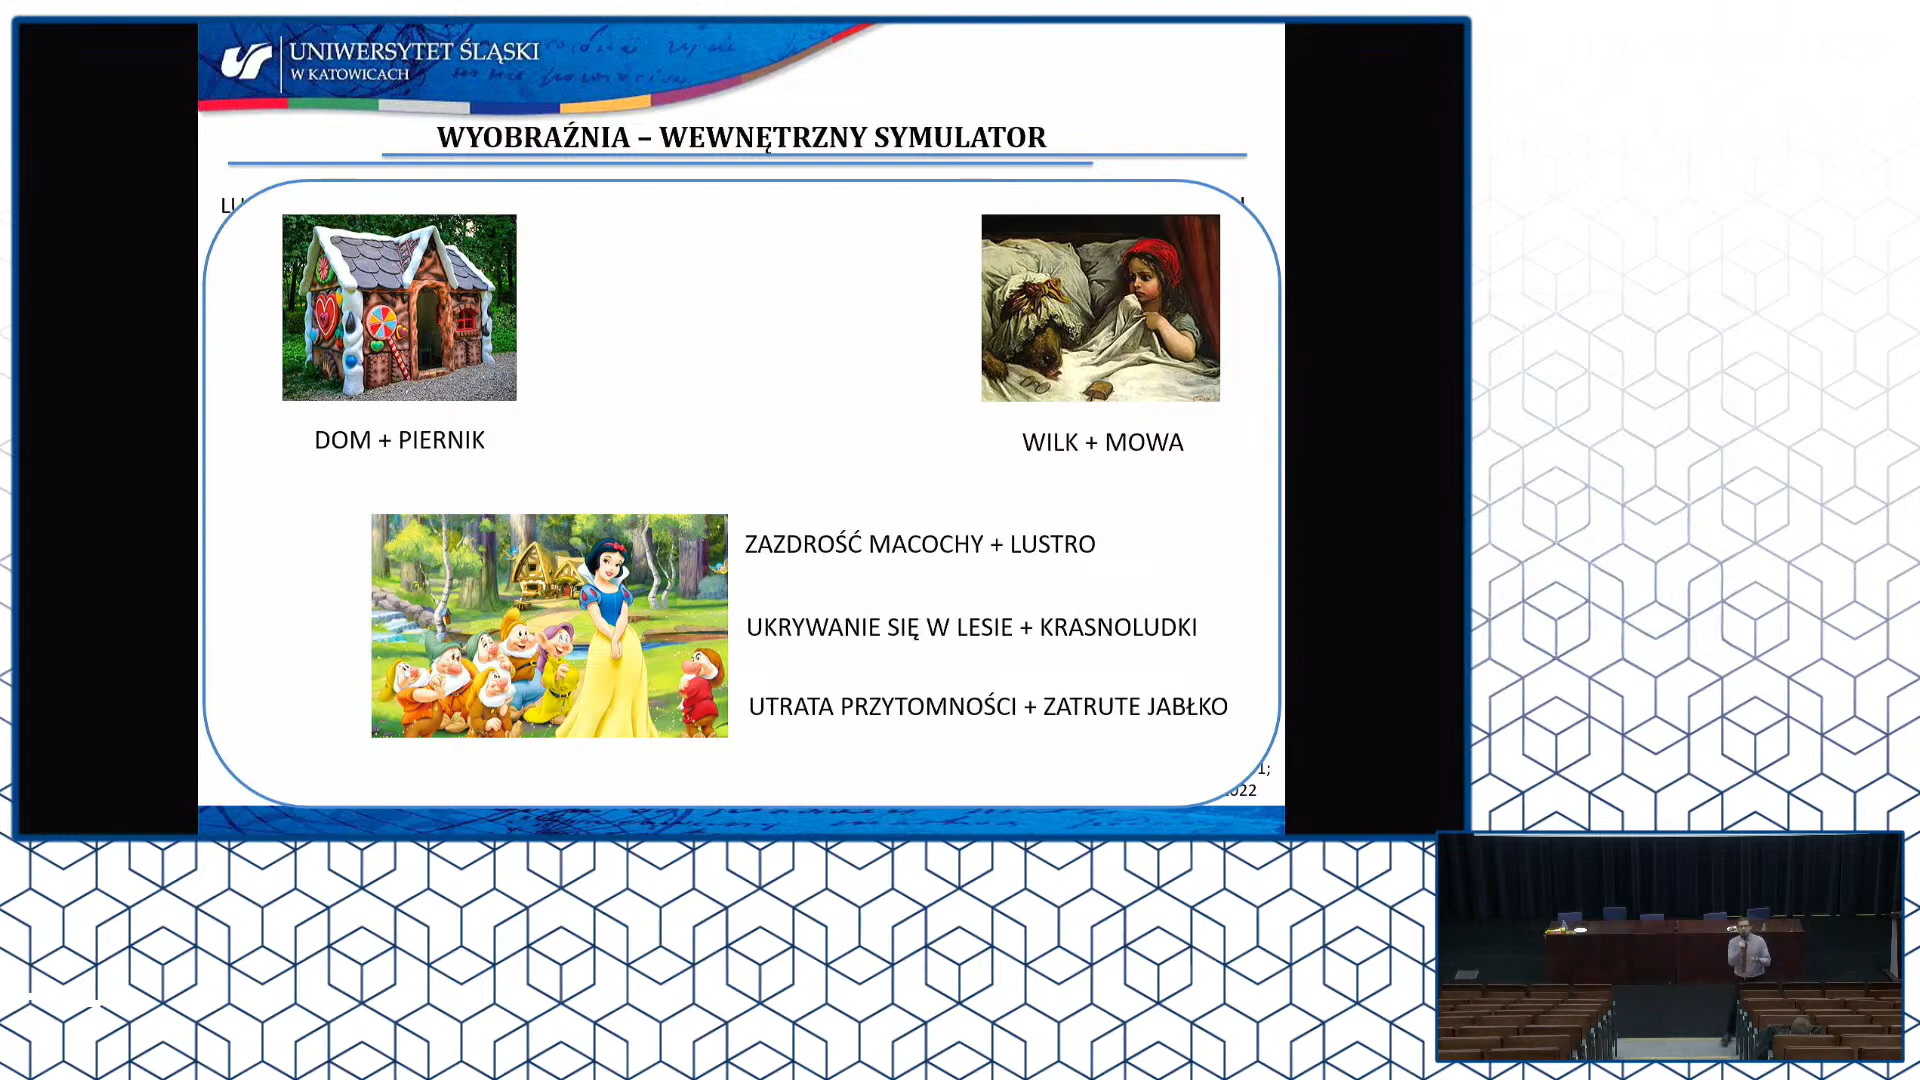 UNIWERSYTET ŚLĄSKI
W KATOWICACH
WYOBRAŹNIA – WEWNĘTRZNY SYMULATOR
DOM + PIERNIK
WILK + MOWA
ZAZDROŚĆ MACOCHY + LUSTRO
UKRYWANIE SIĘ W LESIE + KRASNOLUDKI
UTRATA PRZYTOMNOŚCI + ZATRUTE JABŁKO